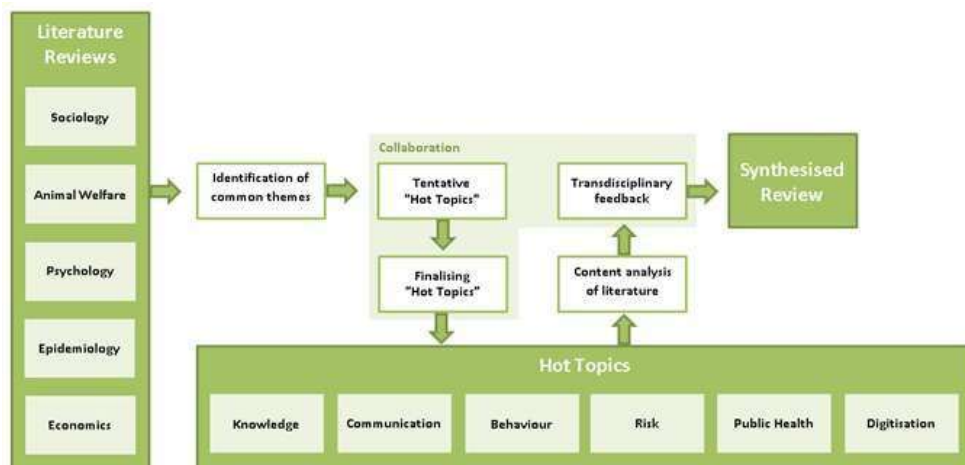 Literature
Reviews
Sociology
Animal Welfare
Psychology
Epidemiology
Economics
Identification of
common themes
Collaboration
Tentative
"Hot Topics"
Finalising
"Hot Topics"
Transdisciplinary
feedback
Content analysis
of literature
Synthesised
Review
Hot Topics
Knowledge
Communication
Behaviour
Risk
Public Health
Digitisation